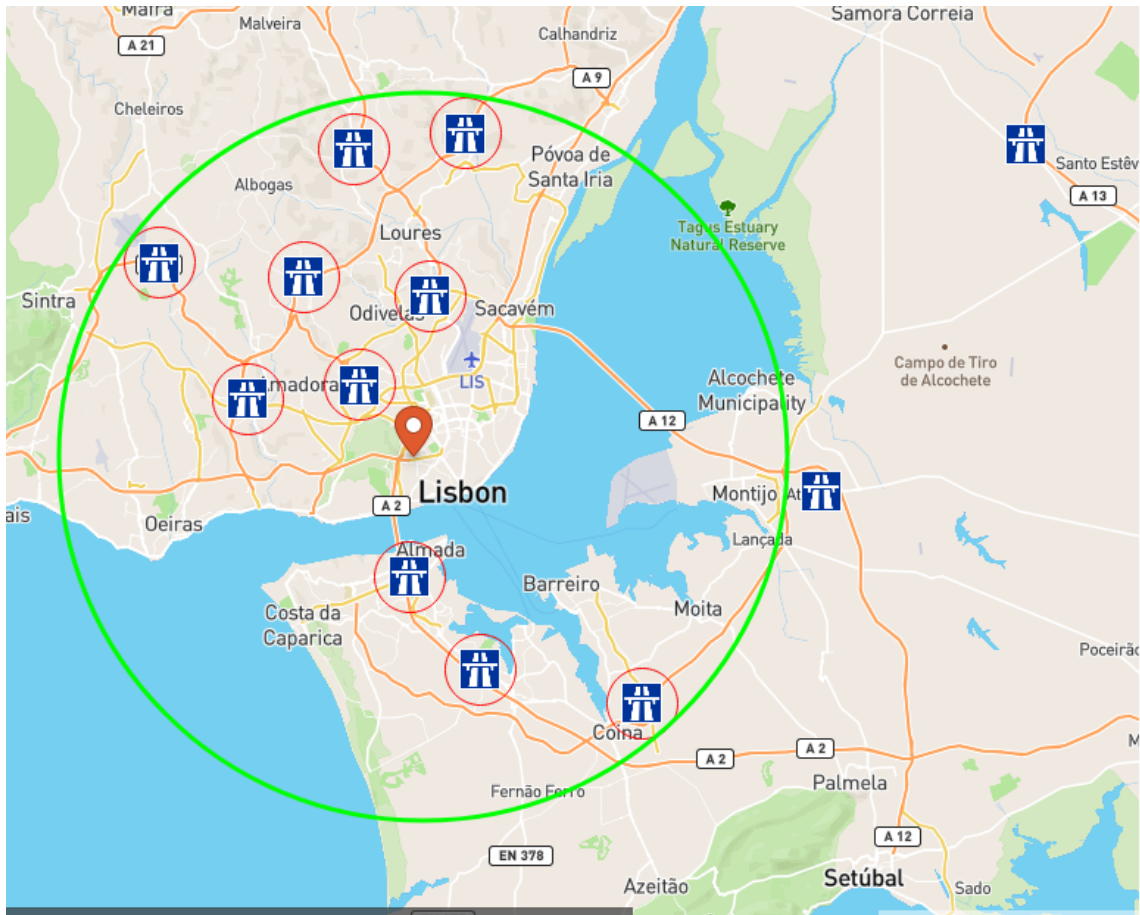 Mafra
Malveira
Samora Correia
A 21
Calhandriz
A 9
Cheleiros
Póvoa de
Santa Iria
Santo Estêv
Albogas
A 13
Tagus Estuary
Natural Reserve
Loures
Sintra
Odivelas
Sacavém
Campo de Tiro
de Alcochete
LIS
Alcochete
Municipality
Amadora
A 12
Lisbon
Montijo
At
A 2
ais
Oeiras
Lançada
Almada
Barreiro
Moita
Costa da
Caparica
Poceirão
Coina
M
A 2
A 2
Palmela
Fernão Ferro
A 12
EN 378
Setúbal
Azeitão
Sado